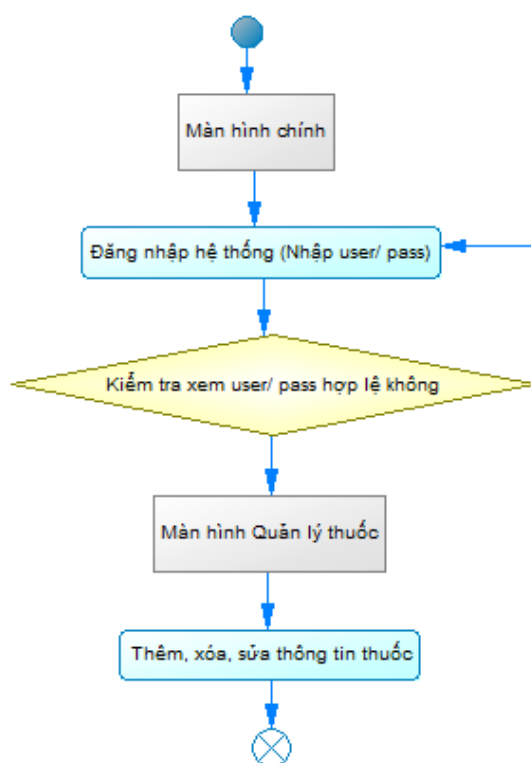 Màn hình chính
Đăng nhập hệ thống (Nhập user/ pass)
Kiểm tra xem user/ pass hợp lệ không
Màn hình Quản lý thuốc
Thêm, xóa, sửa thông tin thuốc